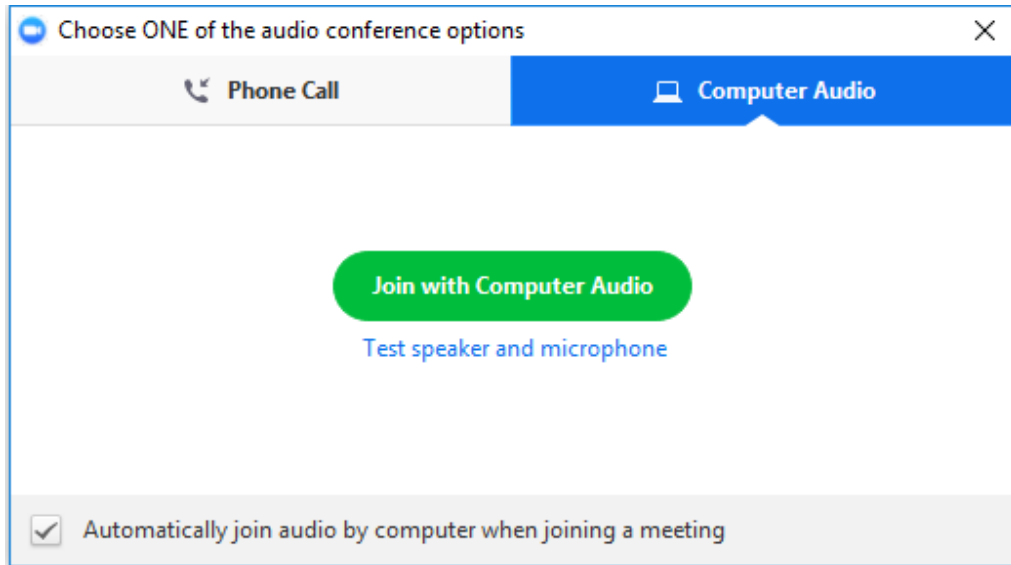 Choose ONE of the audio conference options
Phone Call
Computer Audio
Join with Computer Audio
Test speaker and microphone
Automatically join audio by computer when joining a meeting